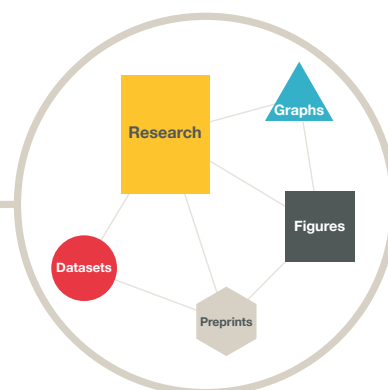 Graphs
Research
Figures
Datasets
Preprints